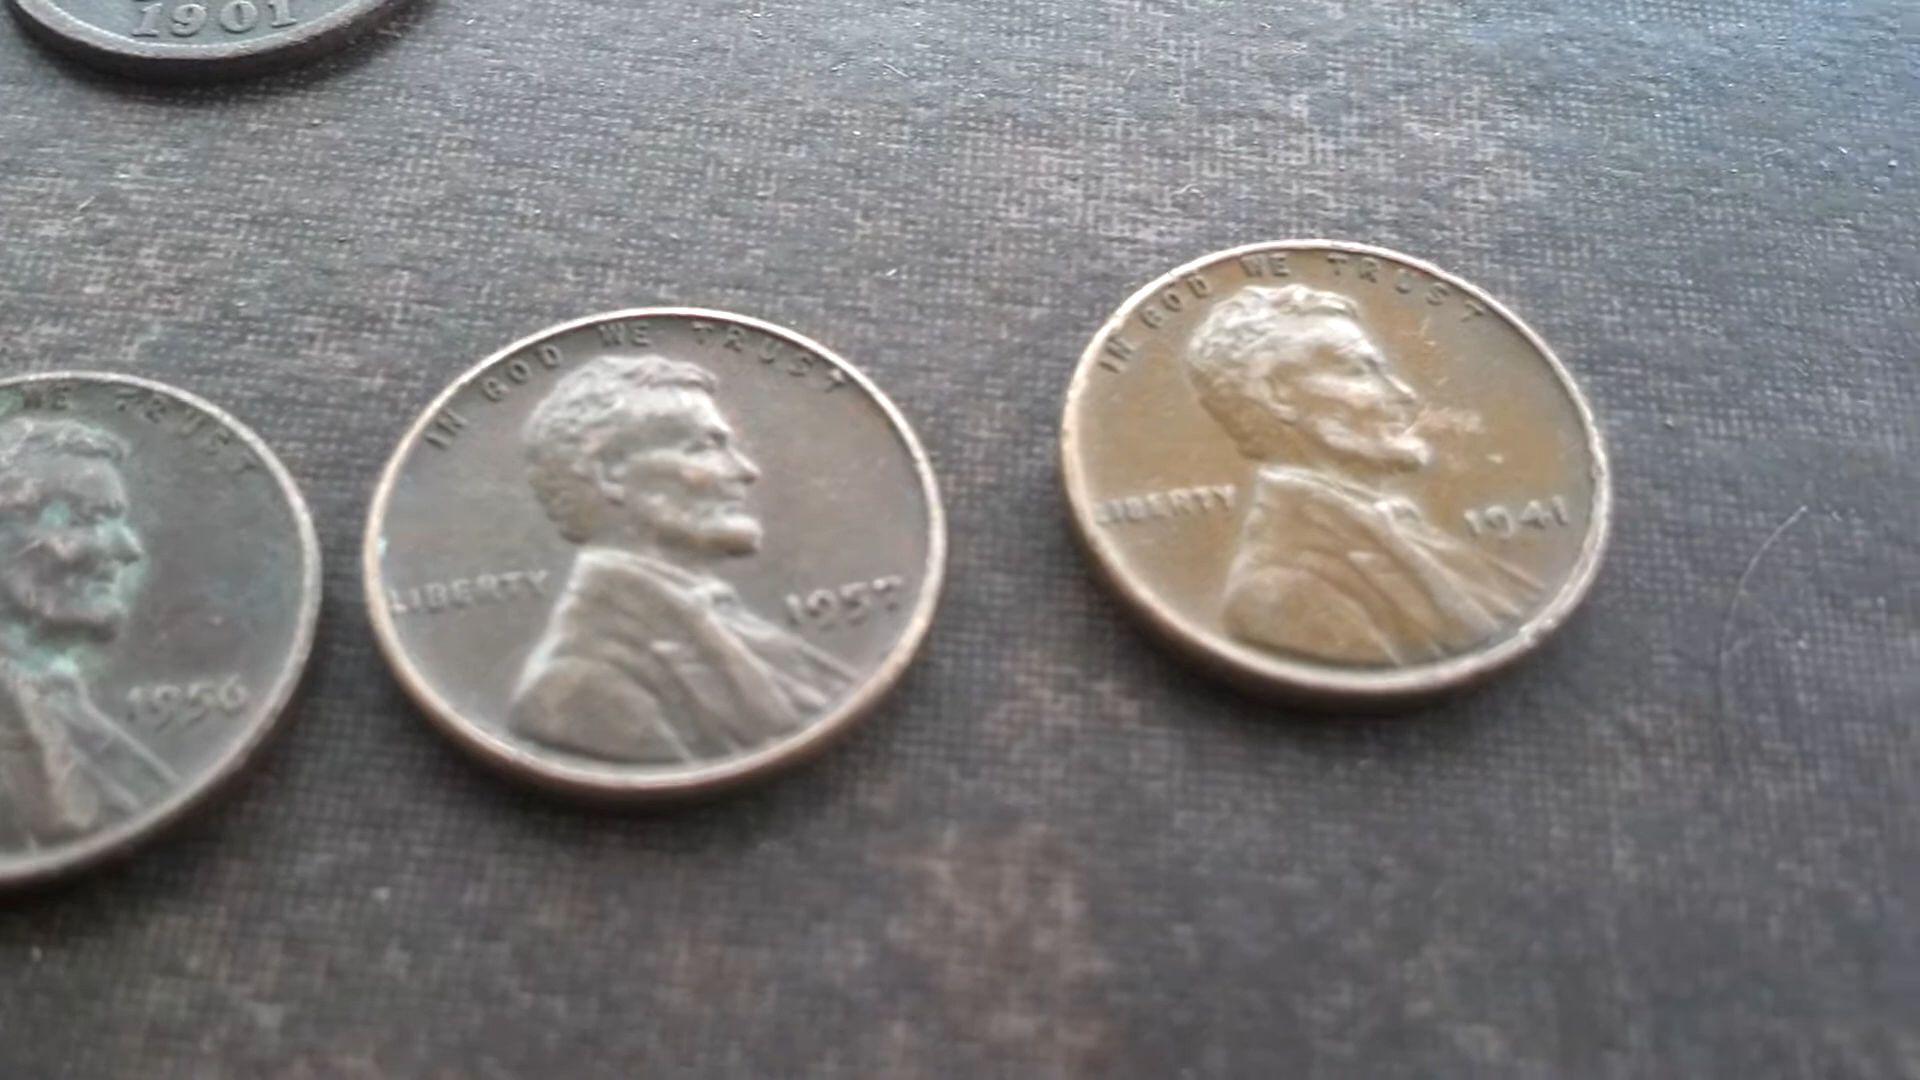 1901
WE TRUST
1956
IN GOD WE TRUST
LIBERTY
1957
IN GOD WE TRUST
LIBERTY
1941